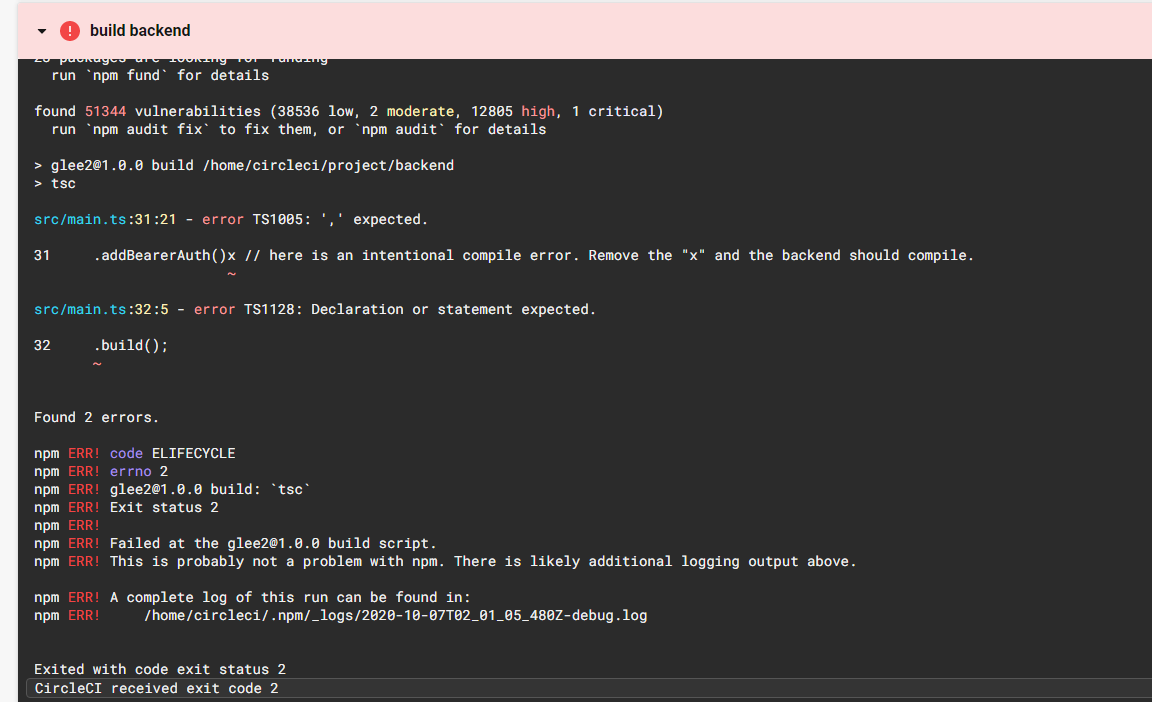 build backend
28 packages are looking for funding
  run `npm fund` for details
found 51344 vulnerabilities (38536 low, 2 moderate, 12805 high, 1 critical)
  run `npm audit fix` to fix them, or `npm audit` for details
> glee2@1.0.0 build /home/circleci/project/backend
> tsc
src/main.ts:31:21 - error TS1005: ',' expected.
31     .addBearerAuth()x // here is an intentional compile error. Remove the "x" and the backend should compile.
                       ~
src/main.ts:32:5 - error TS1128: Declaration or statement expected.
32     .build();
       ~
Found 2 errors.
npm ERR! code ELIFECYCLE
npm ERR! errno 2
npm ERR! glee2@1.0.0 build: `tsc`
npm ERR! Exit status 2
npm ERR!
npm ERR! Failed at the glee2@1.0.0 build script.
npm ERR! This is probably not a problem with npm. There is likely additional logging output above.
npm ERR! A complete log of this run can be found in:
npm ERR!     /home/circleci/.npm/_logs/2020-10-07T02_01_05_480Z-debug.log
Exited with code exit status 2
CircleCI received exit code 2